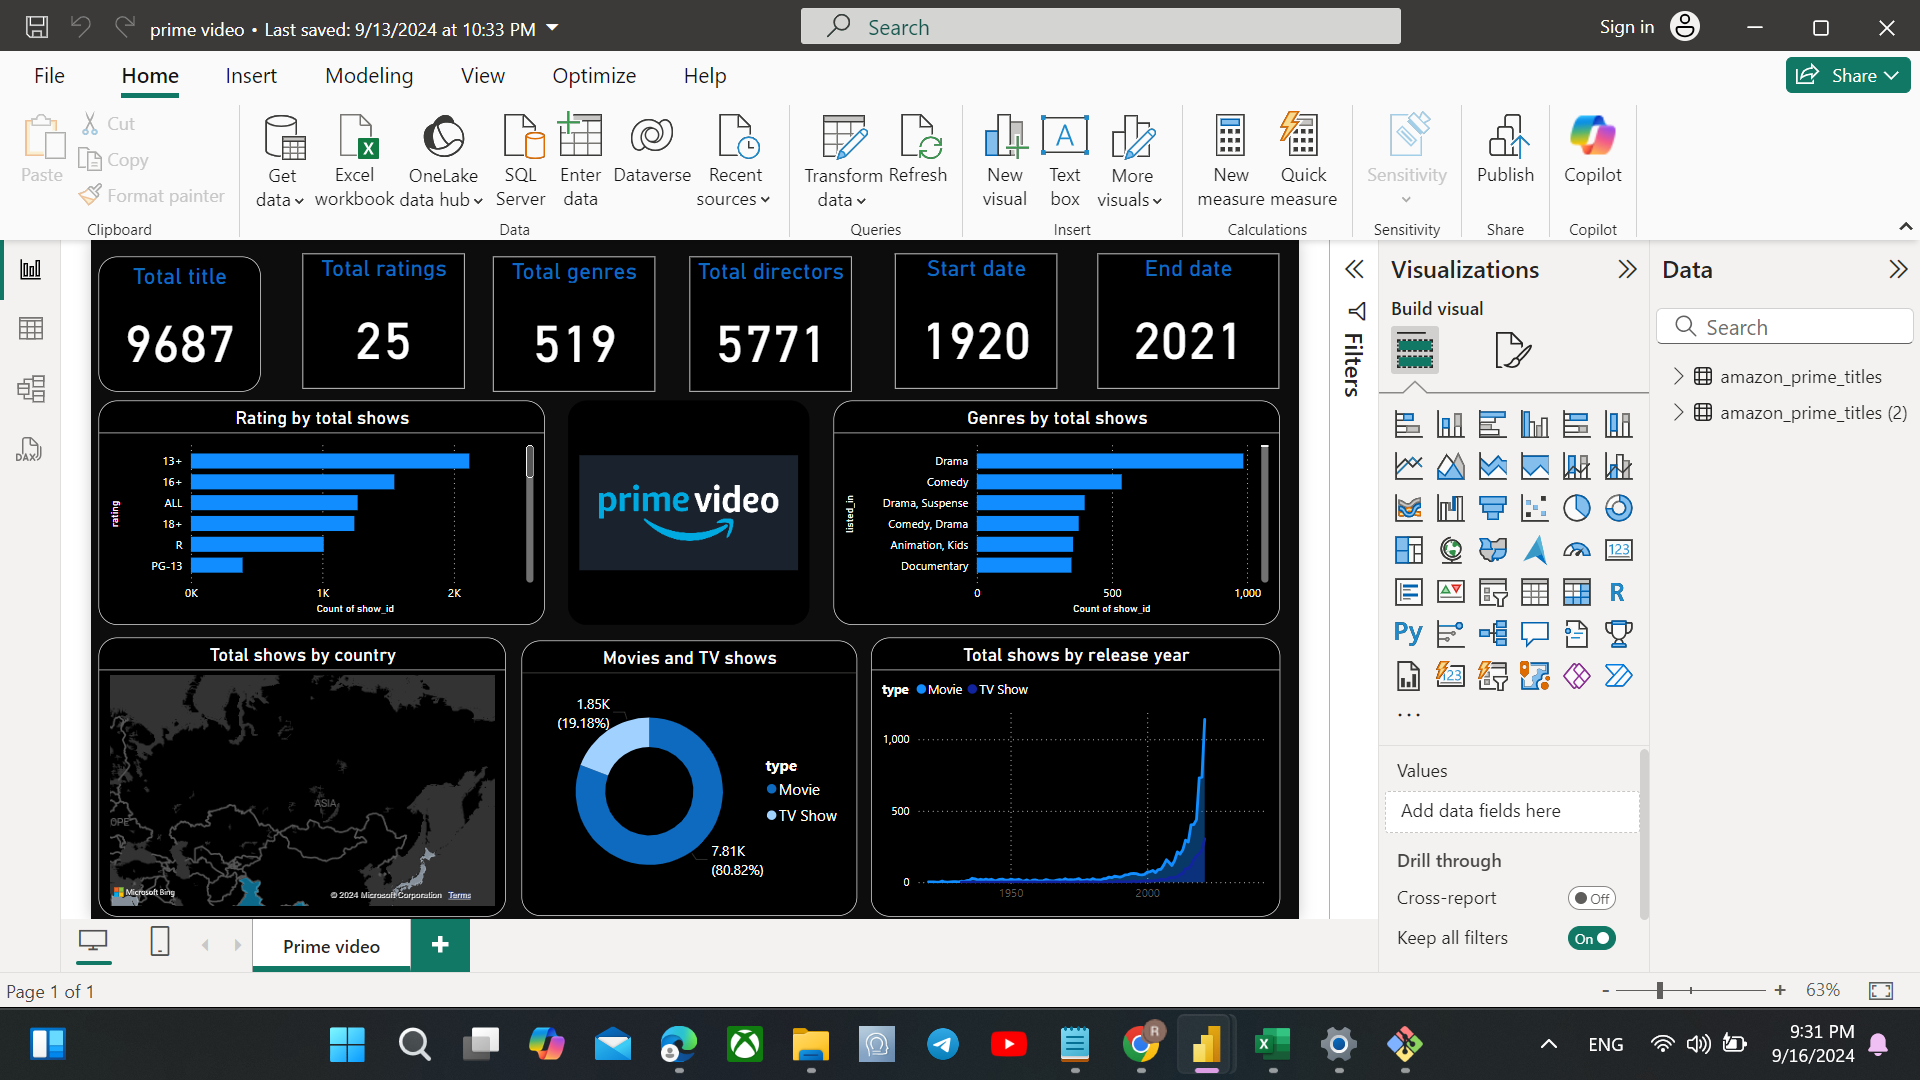 prime video • Last saved: 9/13/2024 at 10:33 PM
Search
Sign in
File
Home
Insert
Modeling
View
Optimize
Help
Share
Paste
Cut
Copy
Format painter
Clipboard
Get data
Excel workbook
OneLake data hub
SQL Server
Enter data
Dataverse
Recent sources
Data
Transform data
Refresh
Queries
New visual
Text box
More visuals
Insert
New measure
Quick measure
Calculations
Sensitivity
Sensitivity
Publish
Share
Copilot
Copilot
Total title
9687
Total ratings
25
Total genres
519
Total directors
5771
Start date
1920
End date
2021
Rating by total shows
rating
13+
16+
ALL
18+
R
PG-13
0K
1K
2K
Count of show_id
prime video
Genres by total shows
listed_in
Drama
Comedy
Drama, Suspense
Comedy, Drama
Animation, Kids
Documentary
0
500
1,000
Count of show_id
Total shows by country
ASIA
OPE
Microsoft Bing
© 2024 Microsoft Corporation Terms
Movies and TV shows
1.85K
(19.18%)
7.81K
(80.82%)
type
Movie
TV Show
Total shows by release year
type Movie TV Show
1,000
500
0
1950
2000
Filters
Visualizations
Build visual
123
R
Py
123
...
Values
Add data fields here
Drill through
Cross-report
Off
Keep all filters
On
Data
Search
amazon_prime_titles
amazon_prime_titles (2)
DAX
Prime video
+
Page 1 of 1
-
+
63%
R
ENG
9:31 PM
9/16/2024